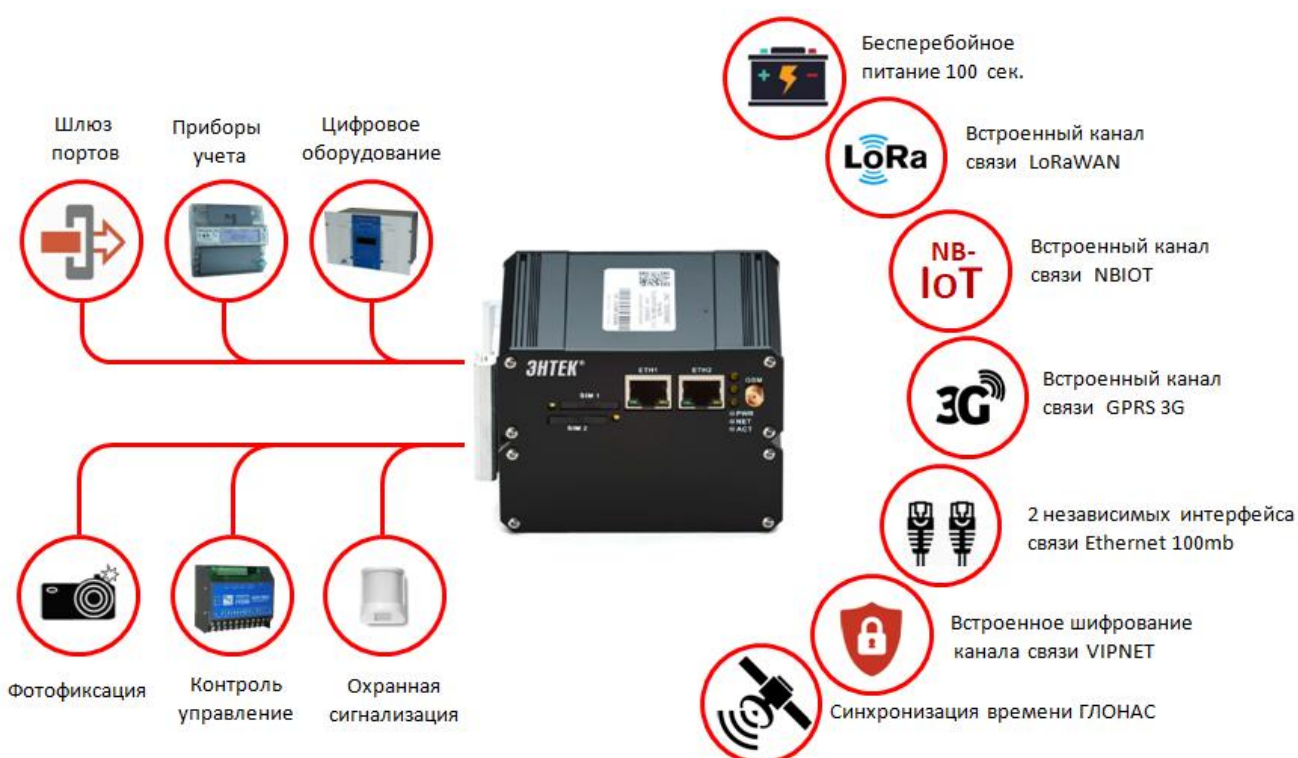 Бесперебойное
питание 100 сек.
Шлюз
портов
Приборы
учета
Цифровое
оборудование
LoRa
Встроенный канал
связи LoRaWAN
NB-
IoT
Встроенный канал
связи NBIOT
ЭНТЕК®
ETH1
ETH2
GSM
SIM 1
SIM 2
PWR
NET
ACT
3G
Встроенный канал
связи GPRS 3G
2 независимых интерфейса
связи Ethernet 100mb
Встроенное шифрование
канала связи VIPNET
Синхронизация времени ГЛОНАС
Фотофиксация
Контроль
управление
Охранная
сигнализация